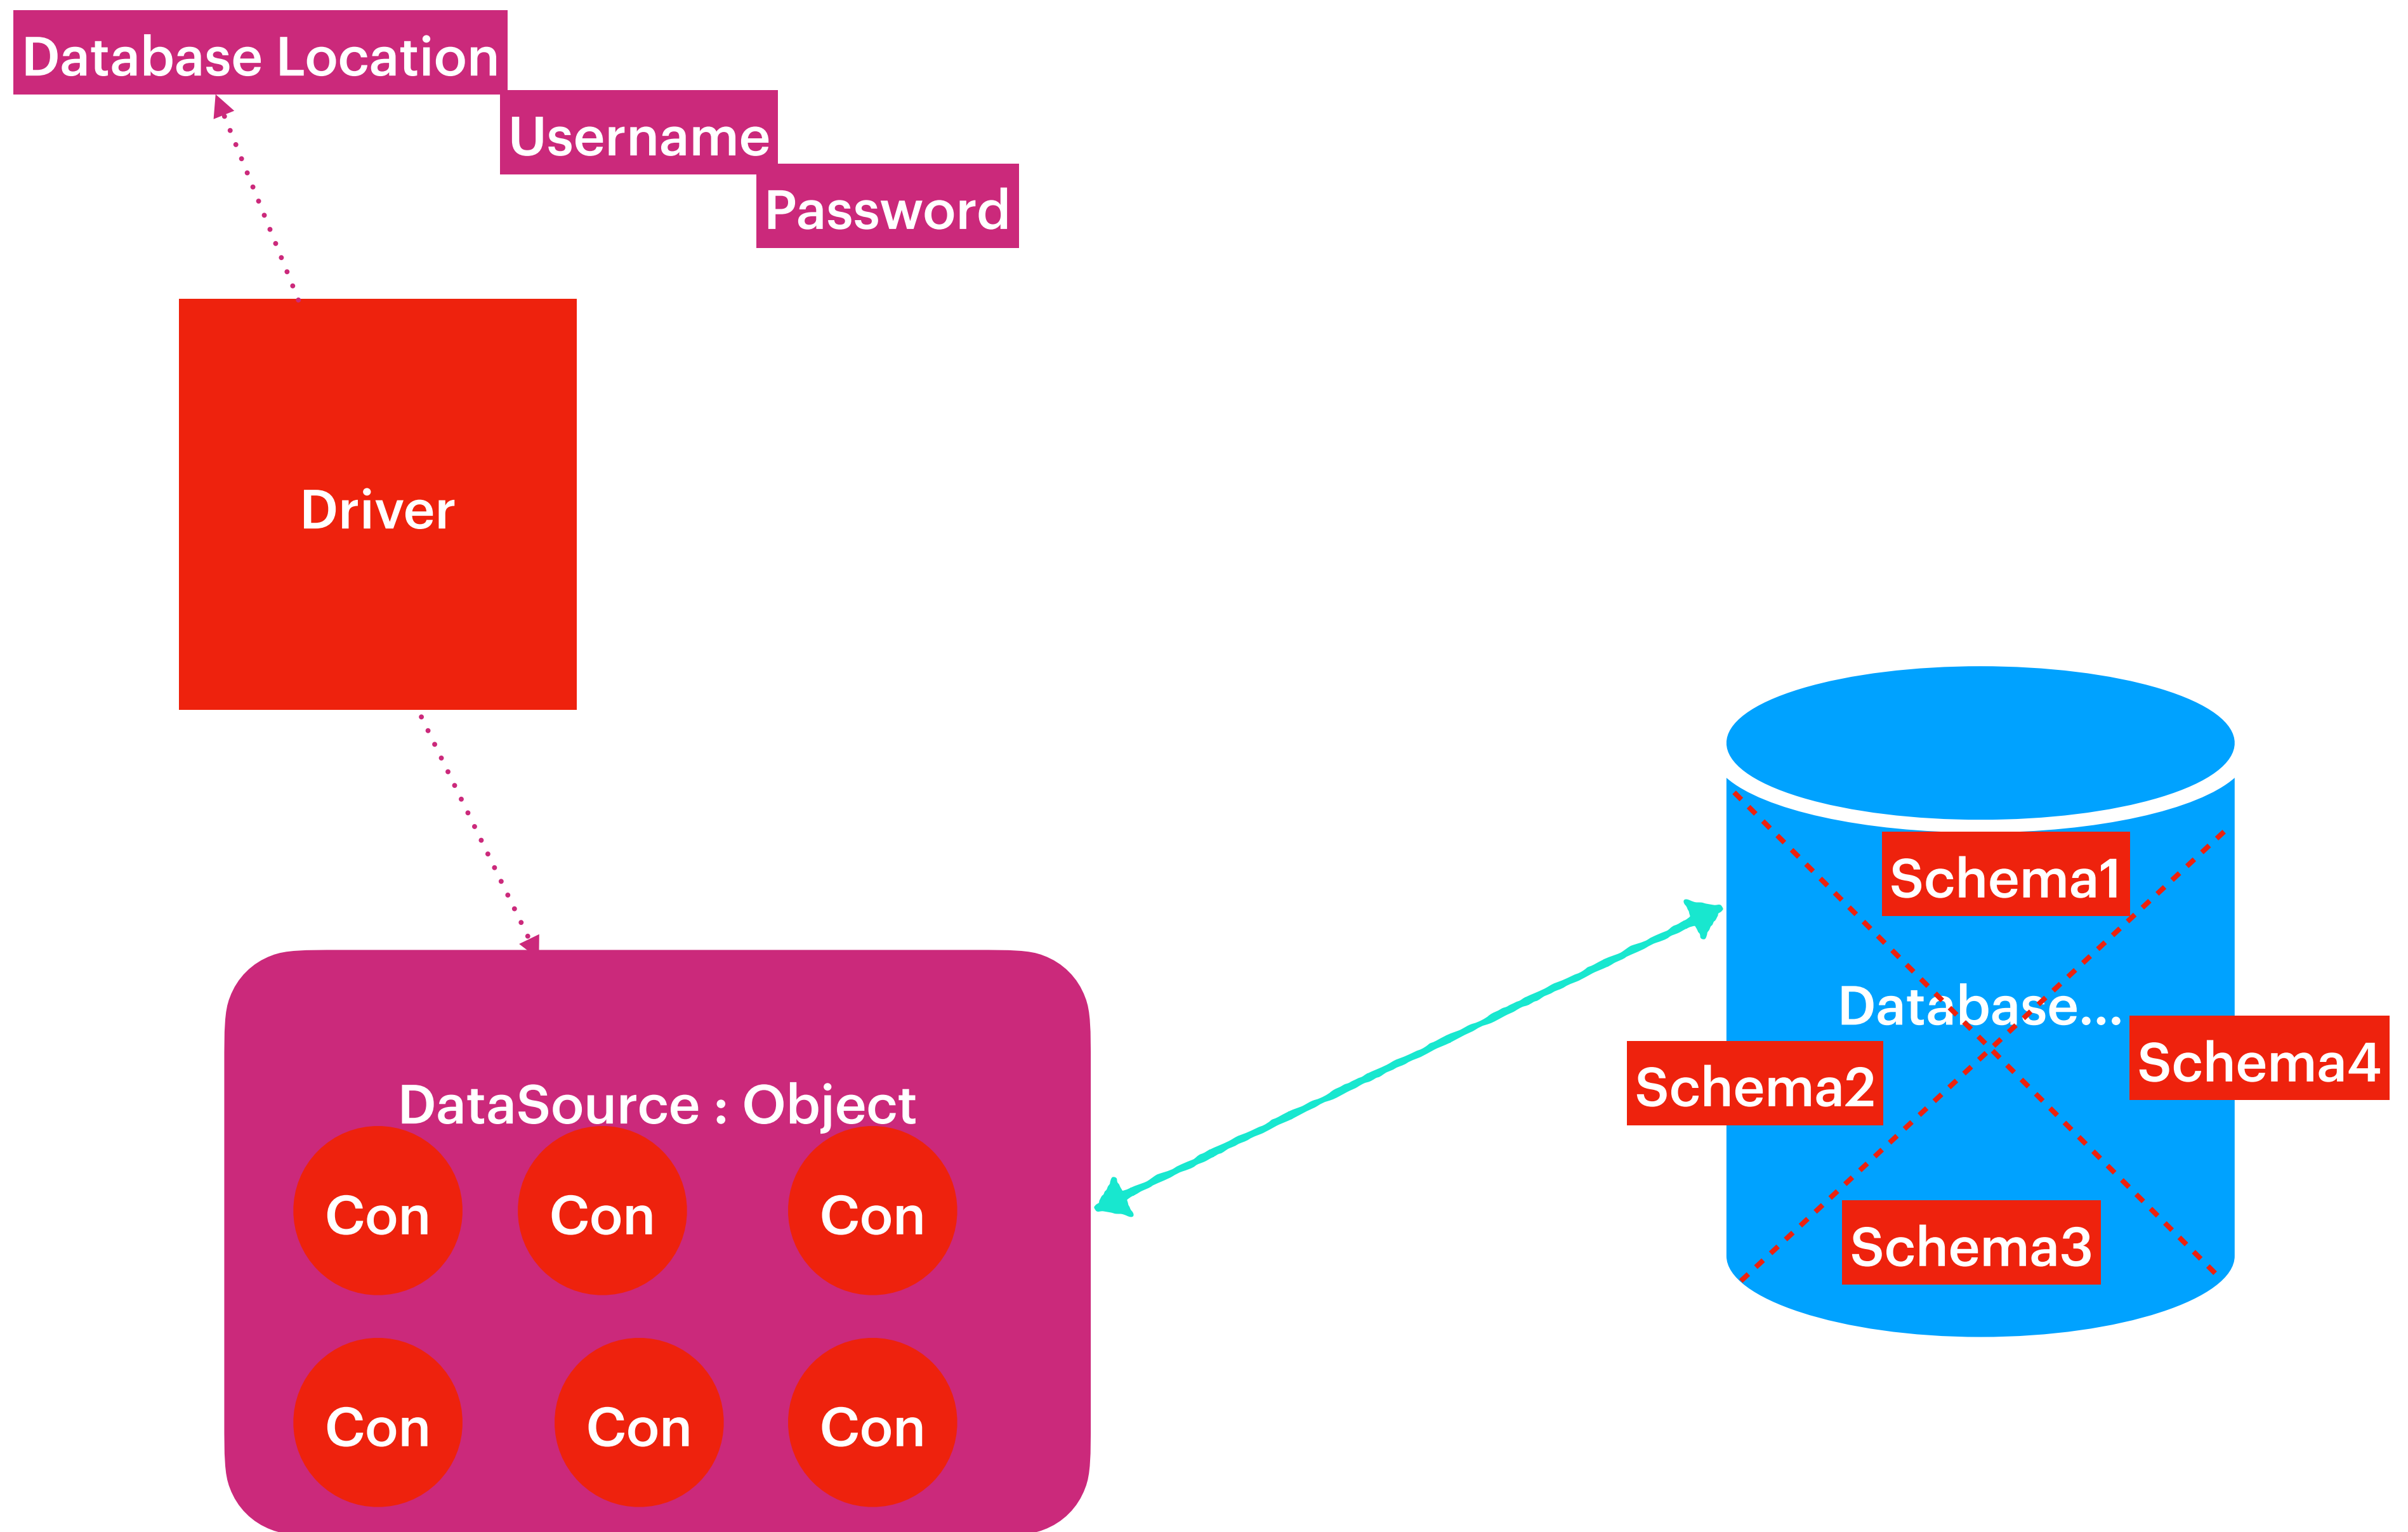 Database Location
Username
Password
Driver
DataSource : Object
Con
Con
Con
Con
Con
Con
Schema1
Database...
Schema2
Schema4
Schema3